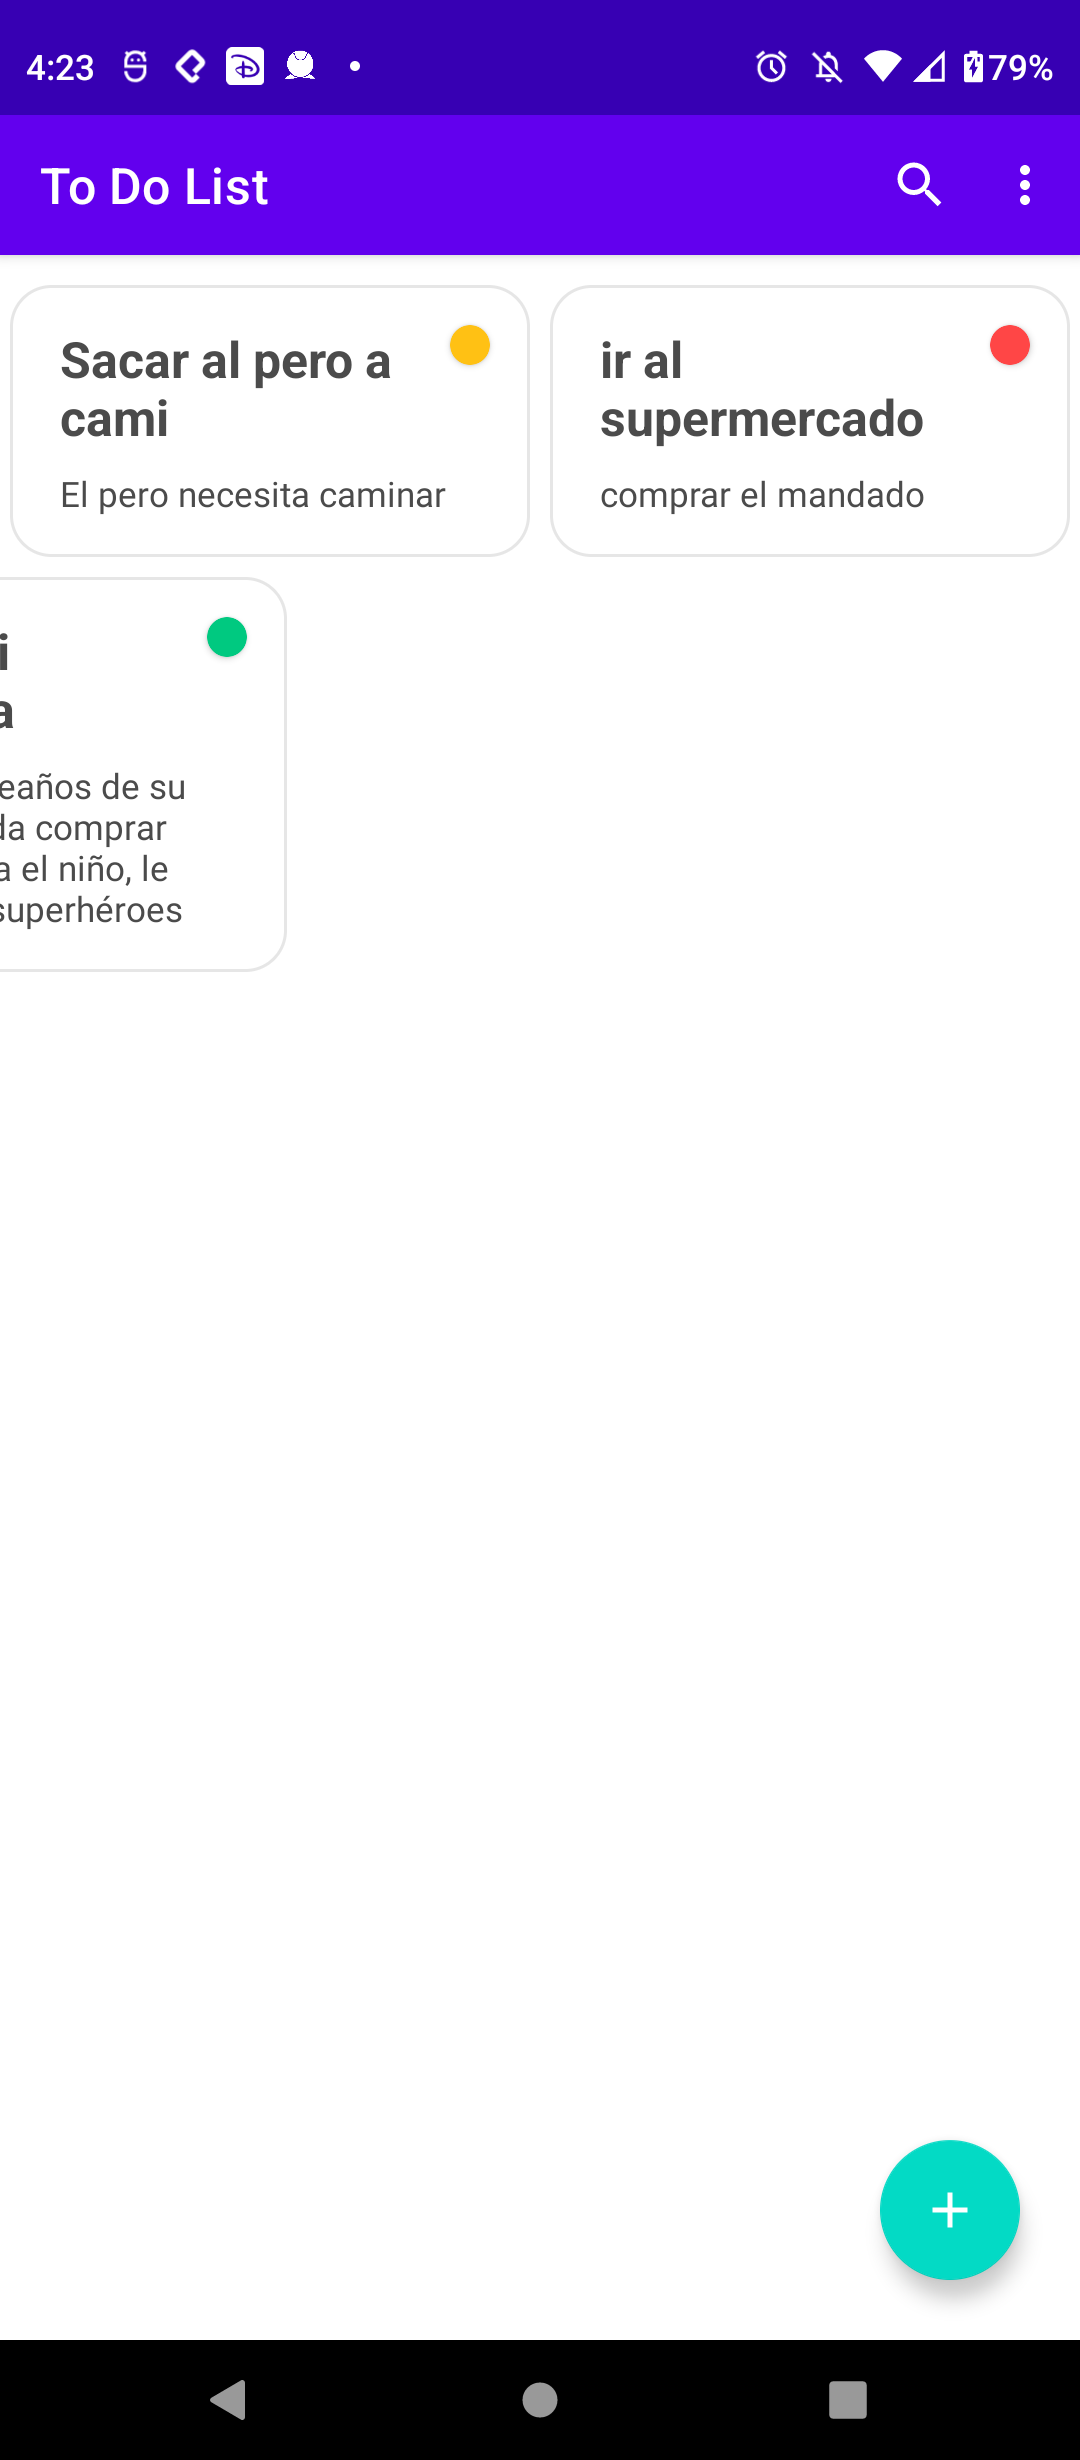 4:23
79%
To Do List
Sacar al pero a
cami
El pero necesita caminar
ir al
supermercado
comprar el mandado
i
a
eaños de su
da comprar
a el niño, le
superhéroes